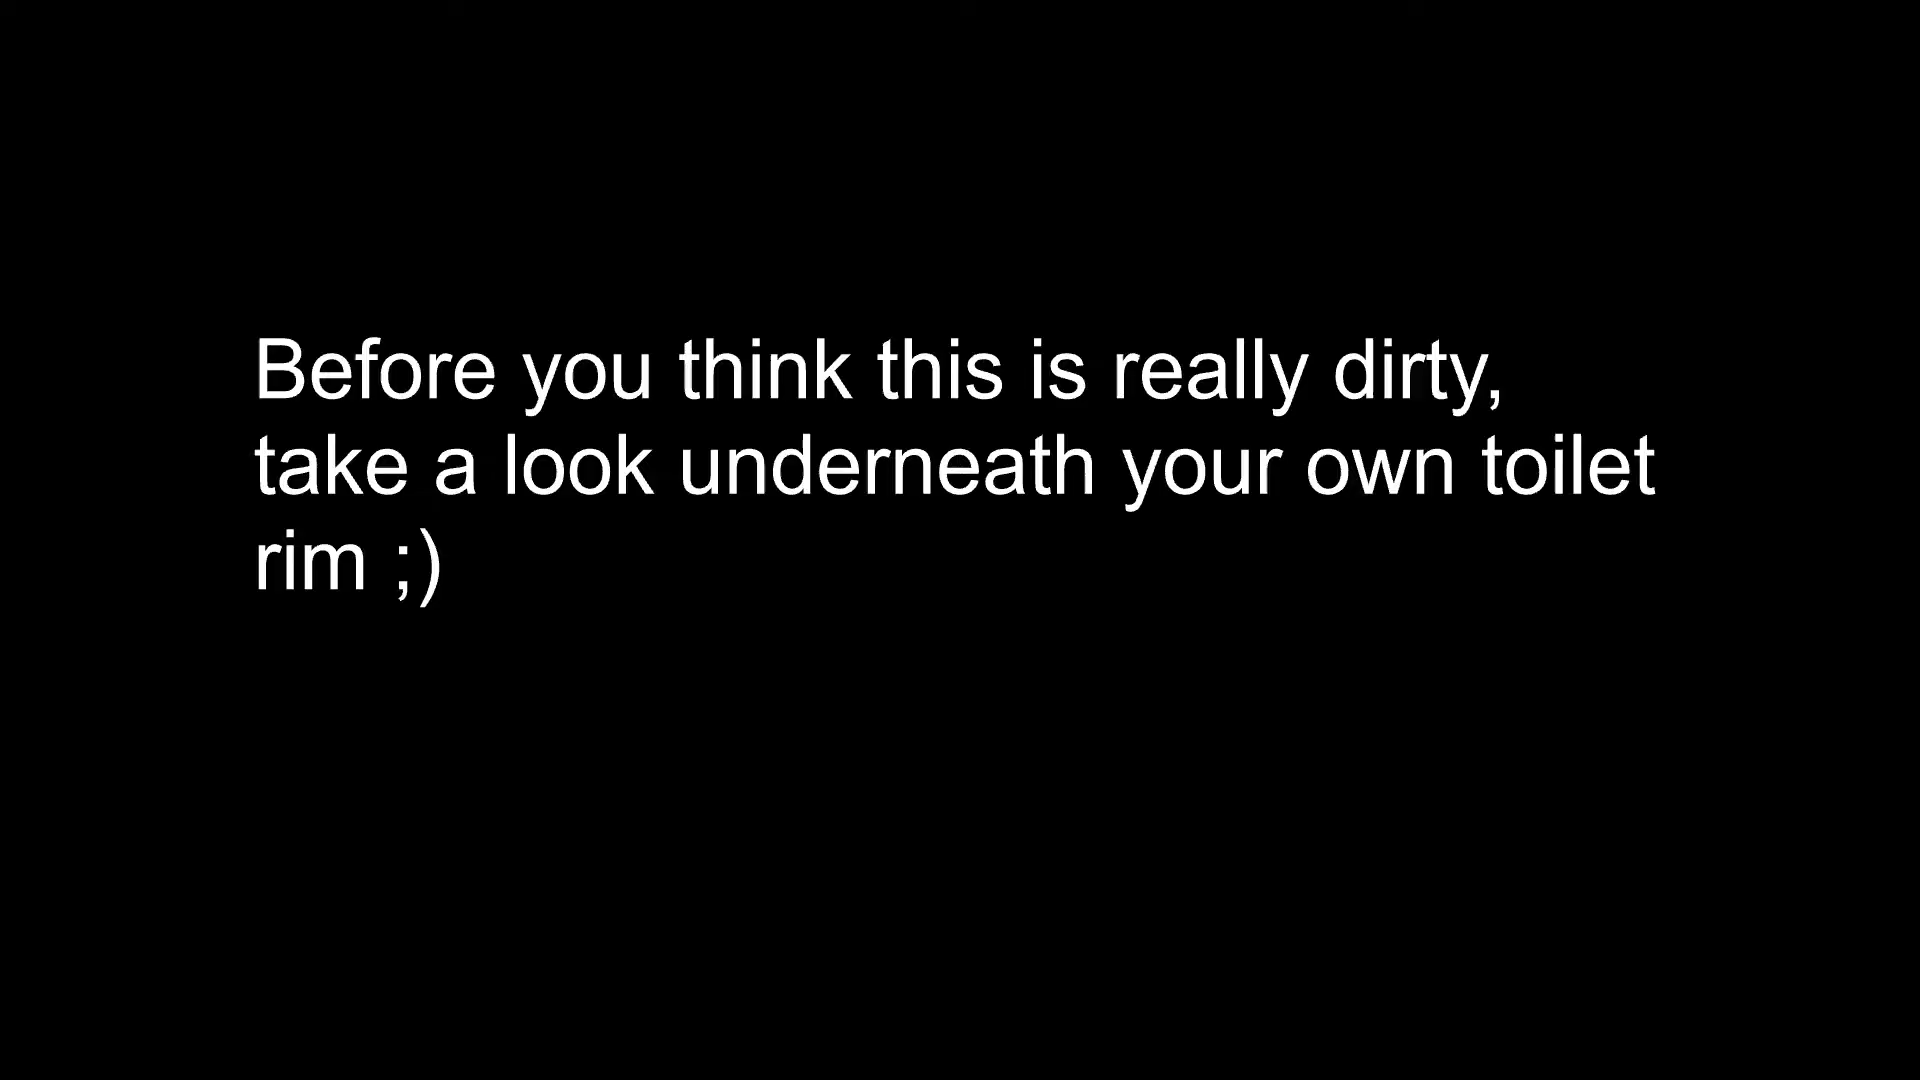 Before you think this is really dirty,
take a look underneath your own toilet
rim ;)